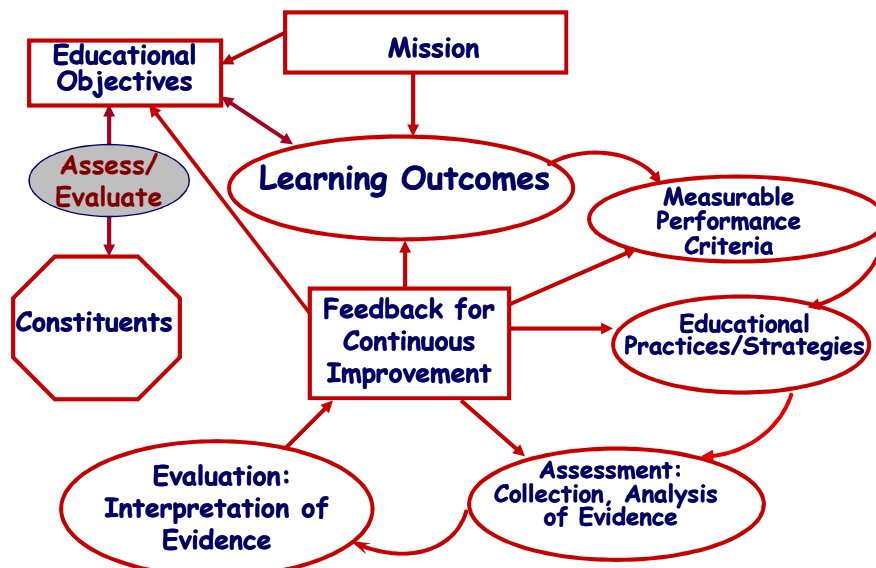 Mission
Educational
Objectives
Assess/
Evaluate
Learning Outcomes
Measurable
Performance
Criteria
Constituents
Feedback for
Continuous
Improvement
Educational
Practices/Strategies
Evaluation:
Interpretation of
Evidence
Assessment:
Collection, Analysis
of Evidence